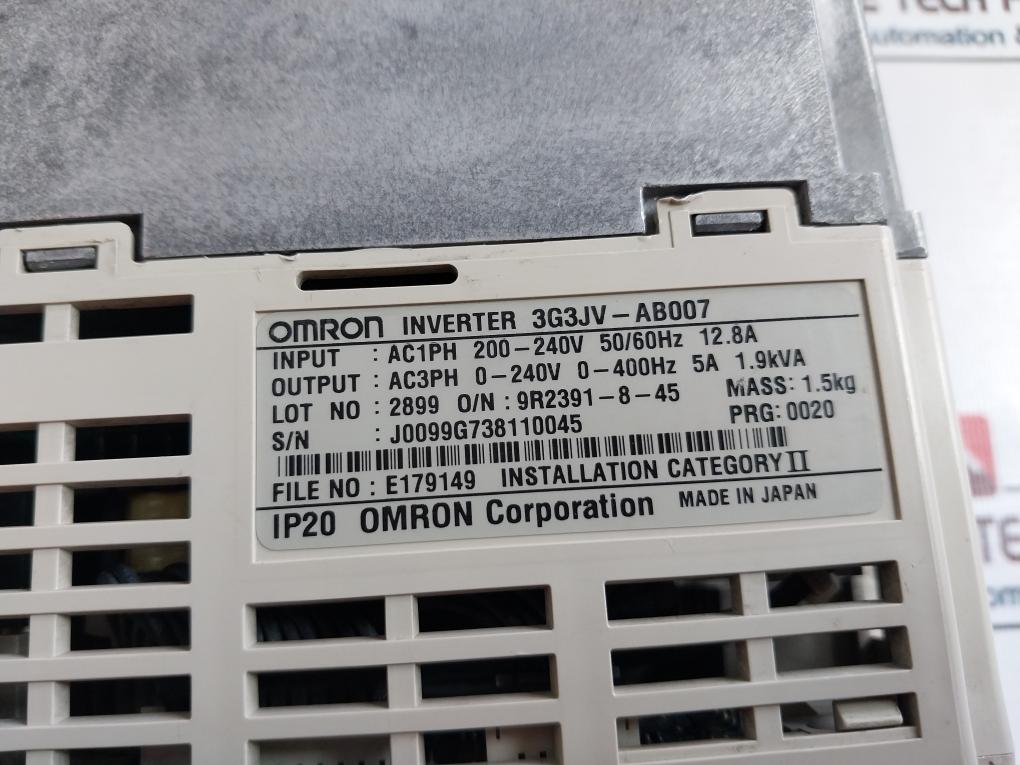 E TECH
utomation &
OMRON INVERTER 3G3JV-AB007
INPUT : AC1PH 200-240V 50/60Hz 12.8A
OUTPUT : AC3PH 0-240V 0-400Hz 5A 1.9kVA
LOT NO : 2899 O/N : 9R2391-8-45 MASS: 1.5kg
S/N : J0099G738110045 PRG: 0020
FILE NO : E179149 INSTALLATION CATEGORY II
IP20 OMRON Corporation MADE IN JAPAN